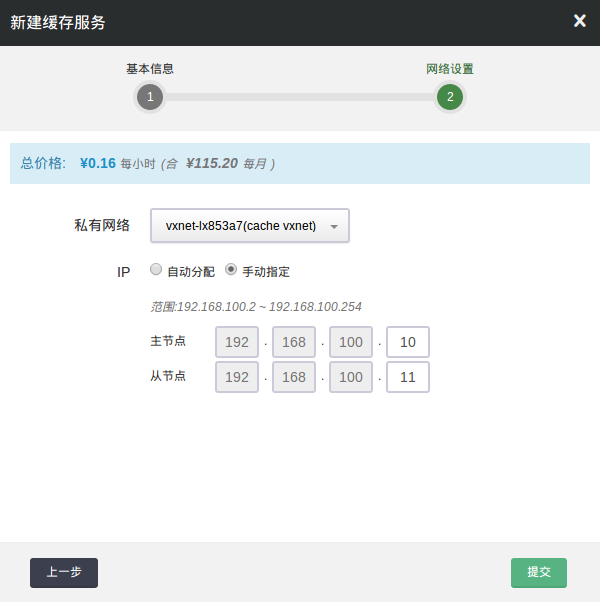 新建缓存服务 ×
基本信息 网络设置
1 2
总价格: ¥0.16 每小时 (合 ¥115.20 每月 )
私有网络 vxnet-lx853a7(cache vxnet)
IP 自动分配 手动指定
范围:192.168.100.2 ~ 192.168.100.254
主节点 192 . 168 . 100 . 10
从节点 192 . 168 . 100 . 11
上一步 提交